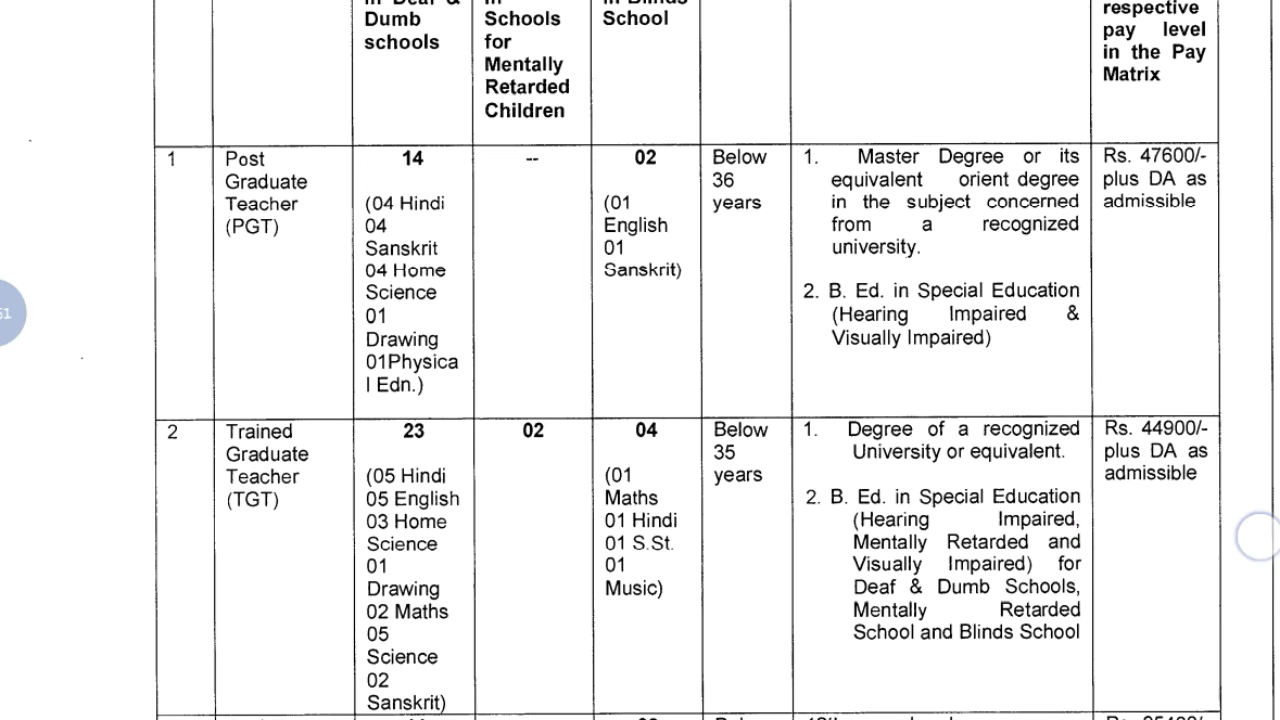 in Deaf &
Dumb
schools
in
Schools
for
Mentally
Retarded
Children
in Blinds
School
respective
pay level
in the Pay
Matrix
1
Post
Graduate
Teacher
(PGT)
14
(04 Hindi
04
Sanskrit
04 Home
Science
01
Drawing
01Physica
l Edn.)
--
02
(01
English
01
Sanskrit)
Below
36
years
1. Master Degree or its
equivalent orient degree
in the subject concerned
from a recognized
university.
2. B. Ed. in Special Education
(Hearing Impaired &
Visually Impaired)
Rs. 47600/-
plus DA as
admissible
2
Trained
Graduate
Teacher
(TGT)
23
(05 Hindi
05 English
03 Home
Science
01
Drawing
02 Maths
05
Science
02
Sanskrit)
02
04
(01
Maths
01 Hindi
01 S.St.
01
Music)
Below
35
years
1. Degree of a recognized
University or equivalent.
2. B. Ed. in Special Education
(Hearing Impaired,
Mentally Retarded and
Visually Impaired) for
Deaf & Dumb Schools,
Mentally Retarded
School and Blinds School
Rs. 44900/-
plus DA as
admissible
51